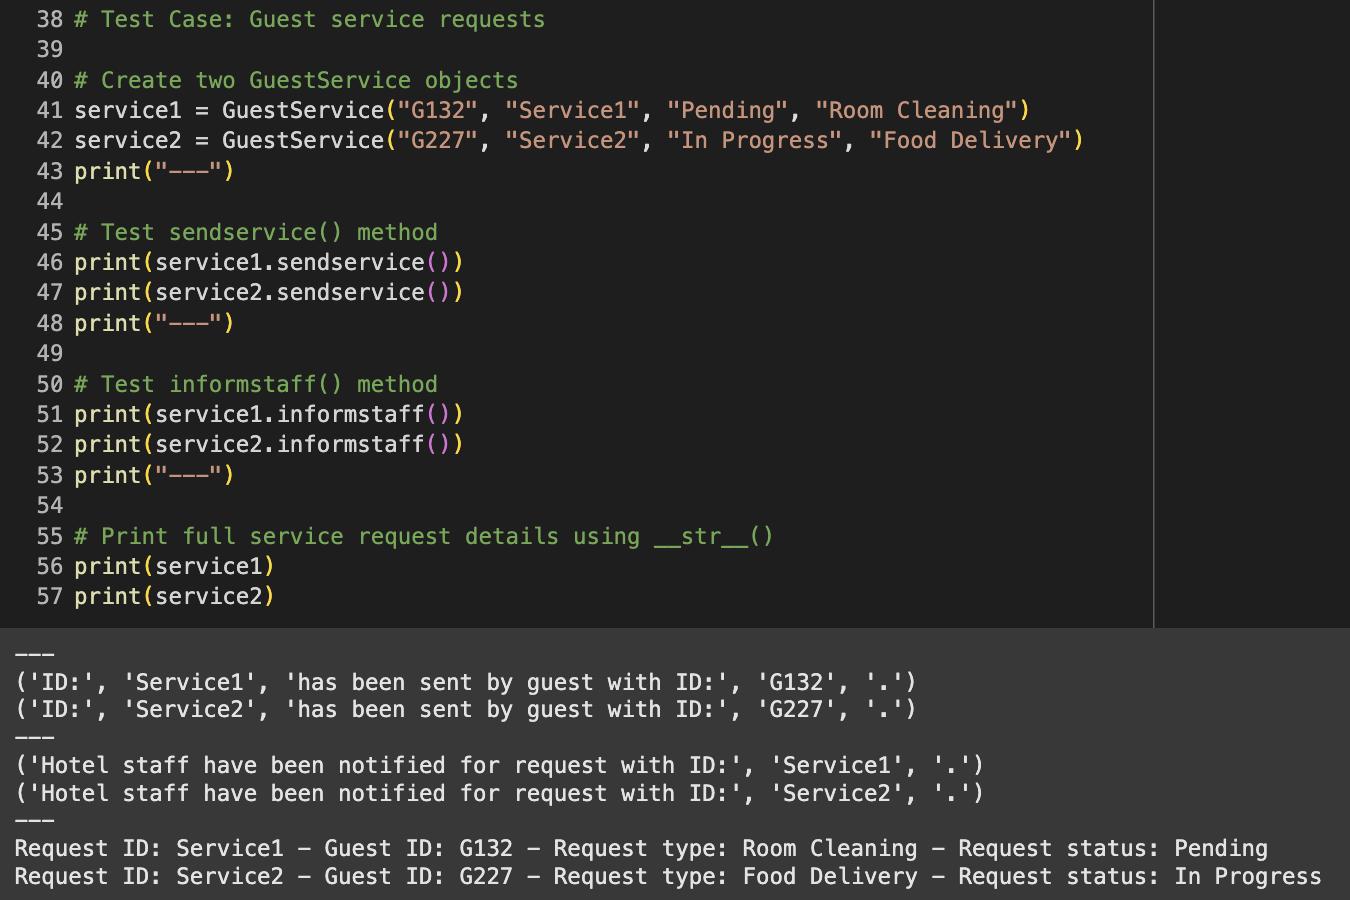 38 # Test Case: Guest service requests
39
40 # Create two GuestService objects
41 service1 = GuestService("G132", "Service1", "Pending", "Room Cleaning")
42 service2 = GuestService("G227", "Service2", "In Progress", "Food Delivery")
43 print("---")
44
45 # Test sendservice() method
46 print(service1.sendservice())
47 print(service2.sendservice())
48 print("---")
49
50 # Test informstaff() method
51 print(service1.informstaff())
52 print(service2.informstaff())
53 print("---")
54
55 # Print full service request details using __str__()
56 print(service1)
57 print(service2)
---
('ID:', 'Service1', 'has been sent by guest with ID:', 'G132', '.')
('ID:', 'Service2', 'has been sent by guest with ID:', 'G227', '.')
---
('Hotel staff have been notified for request with ID:', 'Service1', '.')
('Hotel staff have been notified for request with ID:', 'Service2', '.')
---
Request ID: Service1 - Guest ID: G132 - Request type: Room Cleaning - Request status: Pending
Request ID: Service2 - Guest ID: G227 - Request type: Food Delivery - Request status: In Progress